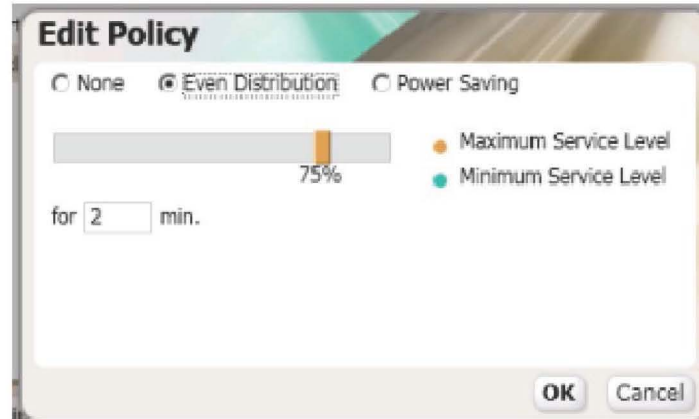 Edit Policy
None Even Distribution Power Saving
Maximum Service Level
75%
Minimum Service Level
for 2 min.
OK Cancel